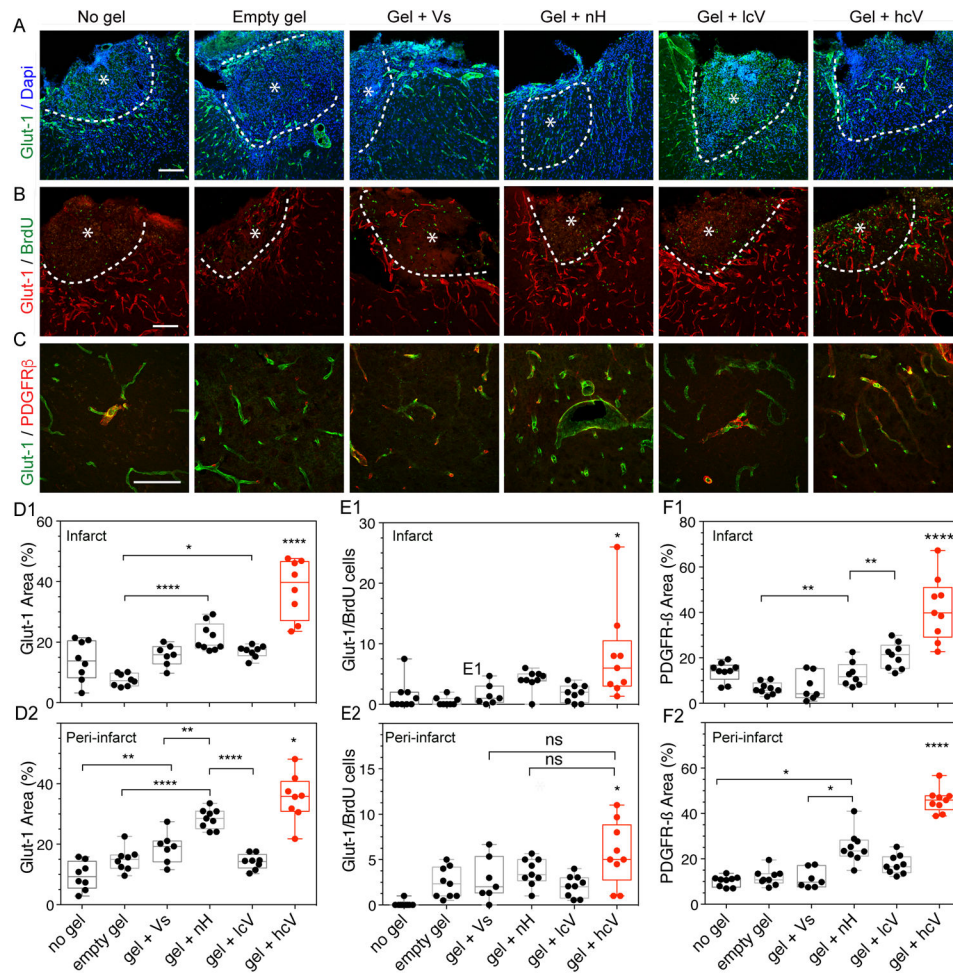 No gel Empty gel Gel + Vs Gel + nH Gel + lcV Gel + hcV
A
Glut-1 / Dapi
* * * * * *
B
Glut-1 / BrdU
* * * * * *
C
Glut-1 / PDGFRβ
D1
Infarct
Glut-1 Area (%)
60
40
20
0
*
****
****
E1
Infarct
Glut-1/BrdU cells
30
20
10
5
0
E1
*
F1
Infarct
PDGFR-ß Area (%)
80
60
40
20
0
**
**
****
D2
Peri-infarct
Glut-1 Area (%)
60
40
20
0
**
**
****
****
*
E2
Peri-infarct
Glut-1/BrdU cells
15
10
5
0
ns
ns
*
F2
Peri-infarct
PDGFR-ß Area (%)
80
60
40
20
0
*
*
****
no gel empty gel gel + Vs gel + nH gel + lcV gel + hcV
no gel empty gel gel + Vs gel + nH gel + lcV gel + hcV
no gel empty gel gel + Vs gel + nH gel + lcV gel + hcV